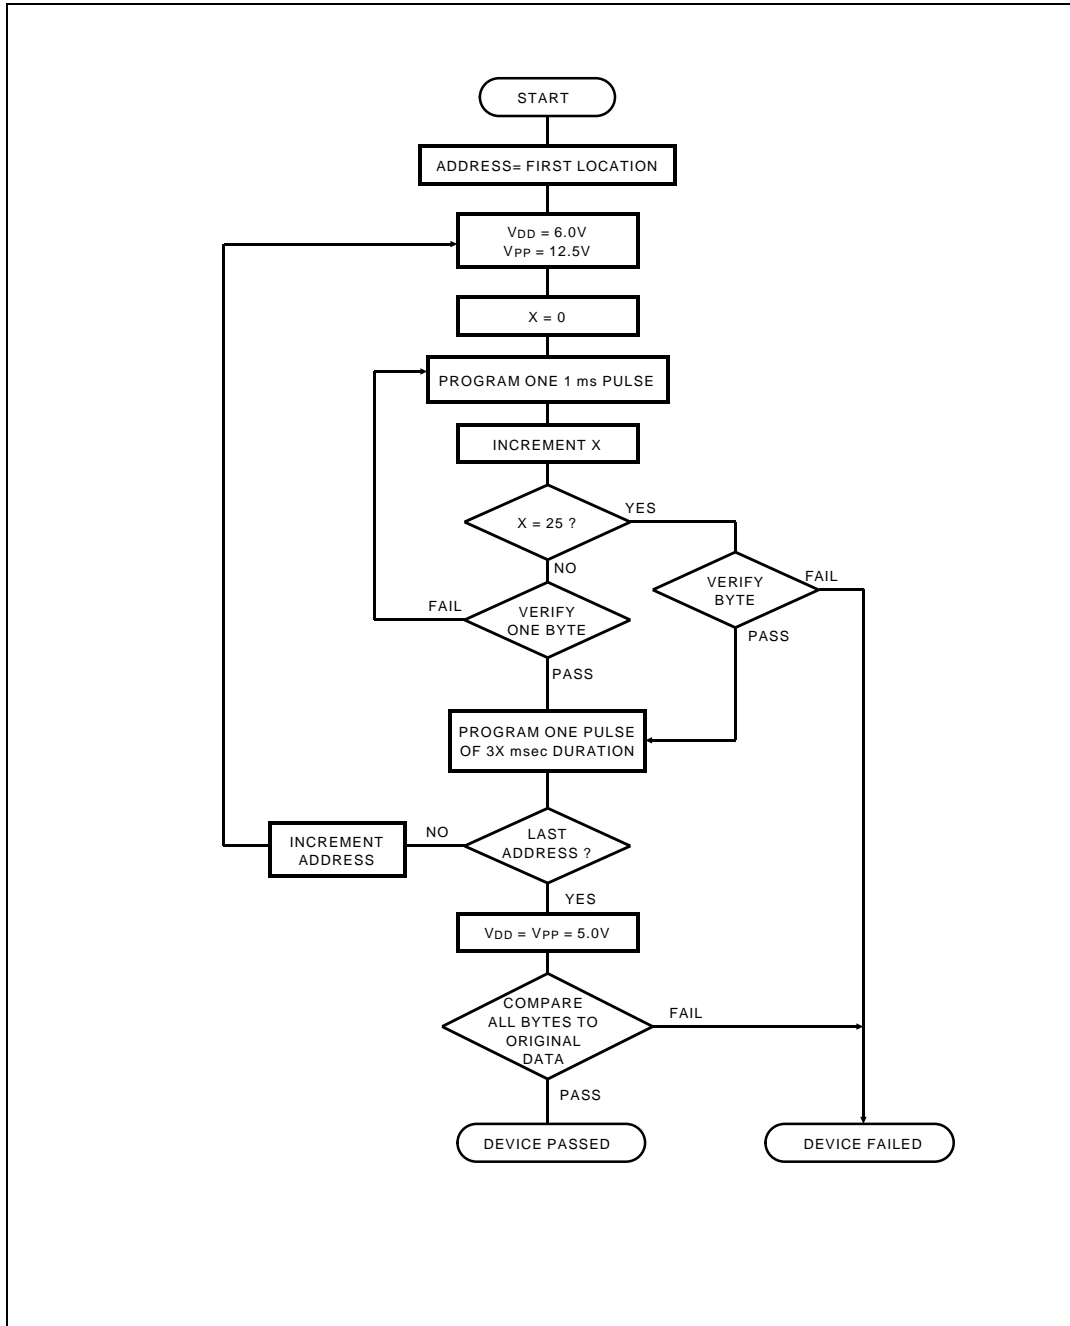 START
ADDRESS= FIRST LOCATION
VDD = 6.0V
VPP = 12.5V
X = 0
PROGRAM ONE 1 ms PULSE
INCREMENT X
X = 25 ?
YES
NO
VERIFY
BYTE
FAIL
PASS
FAIL
VERIFY
ONE BYTE
PASS
PROGRAM ONE PULSE
OF 3X msec DURATION
LAST
ADDRESS ?
NO
INCREMENT
ADDRESS
YES
VDD = VPP = 5.0V
COMPARE
ALL BYTES TO
ORIGINAL
DATA
FAIL
PASS
DEVICE PASSED
DEVICE FAILED